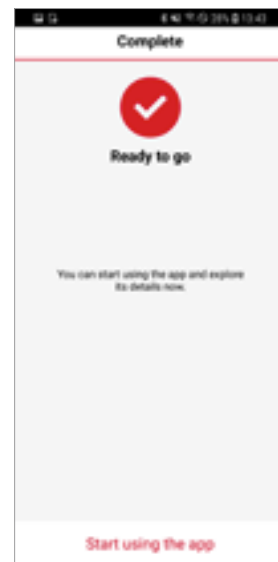 Complete
Ready to go
You can start using the app and explore
its details now.
Start using the app